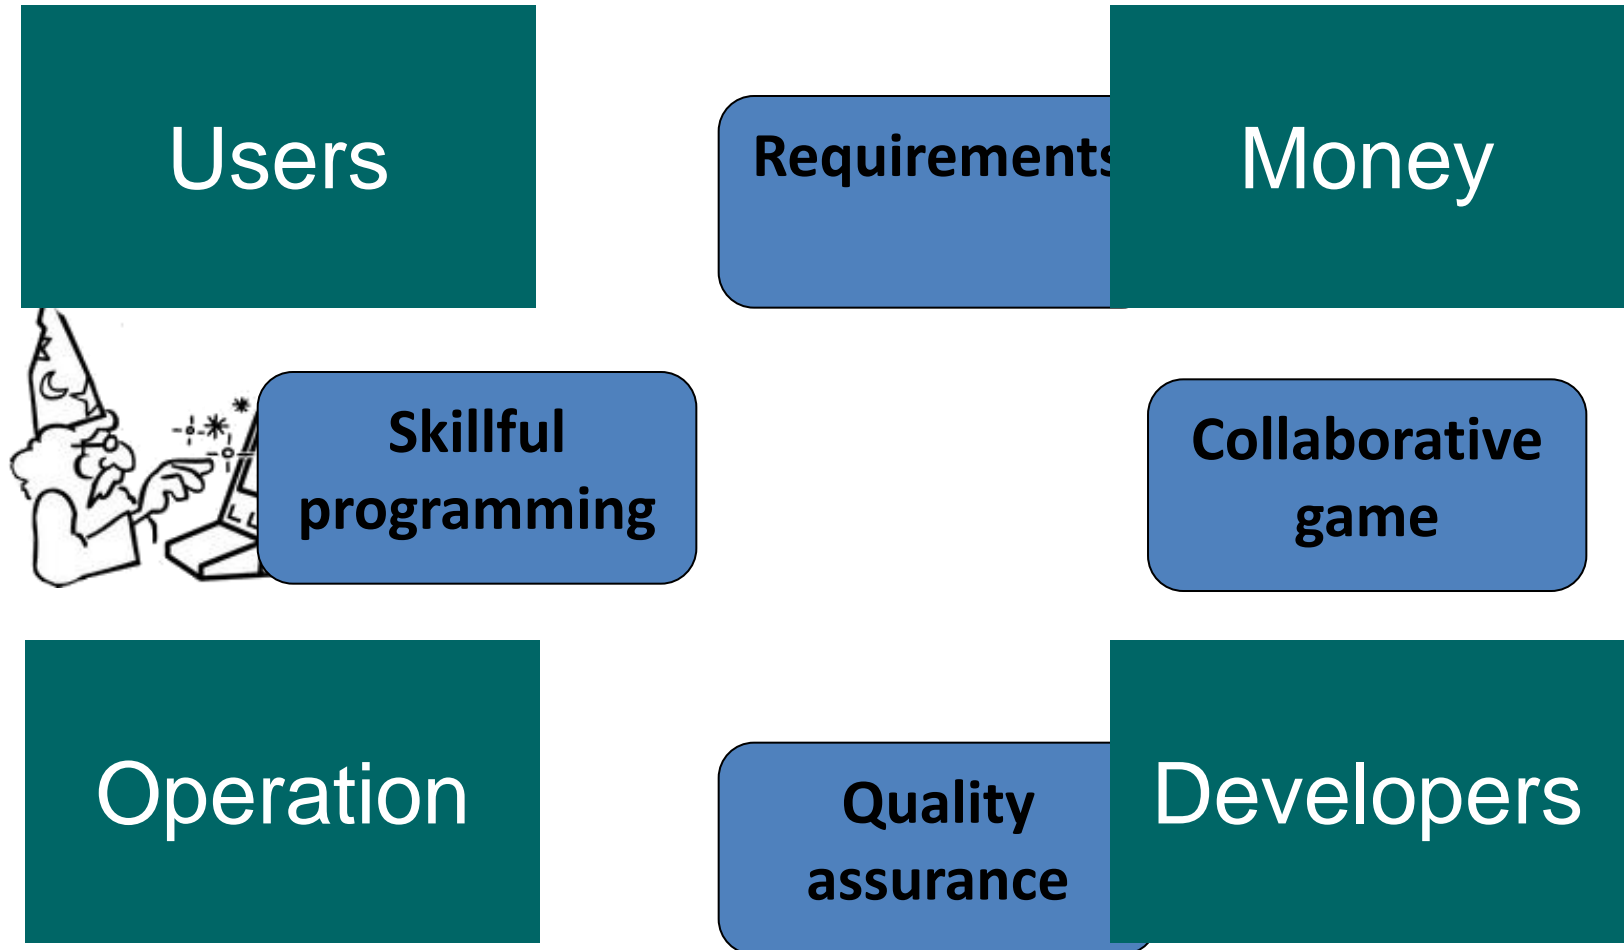 Users
Requirements
Money
Skillful
programming
Collaborative
game
Operation
Quality
assurance
Developers